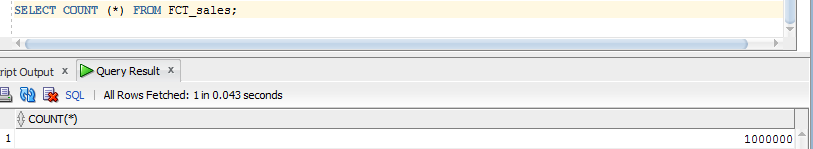 SELECT COUNT (*) FROM FCT_sales;
ript Output x Query Result x
SQL | All Rows Fetched: 1 in 0.043 seconds
COUNT(*)
1 1000000